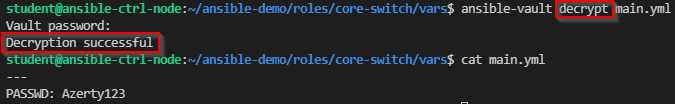 student@ansible-ctrl-node:~/ansible-demo/roles/core-switch/vars$ ansible-vault decrypt main.yml
Vault password:
Decryption successful
student@ansible-ctrl-node:~/ansible-demo/roles/core-switch/vars$ cat main.yml
---
PASSWD: Azerty123